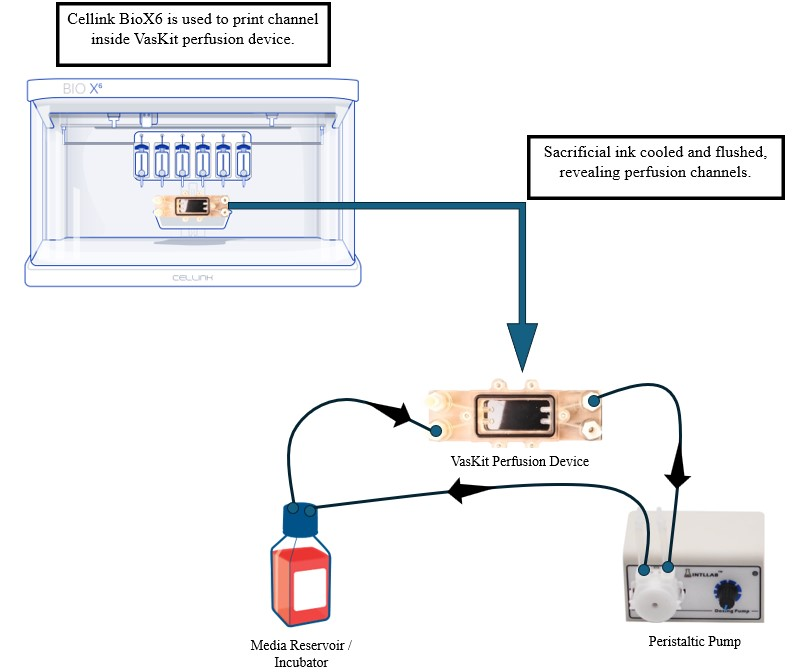 Cellink BioX6 is used to print channel
inside VasKit perfusion device.
BIO X6
Sacrificial ink cooled and flushed,
revealing perfusion channels.
CELLINK
VasKit Perfusion Device
INTLLAB™
Dosing Pump
Media Reservoir /
Incubator
Peristaltic Pump